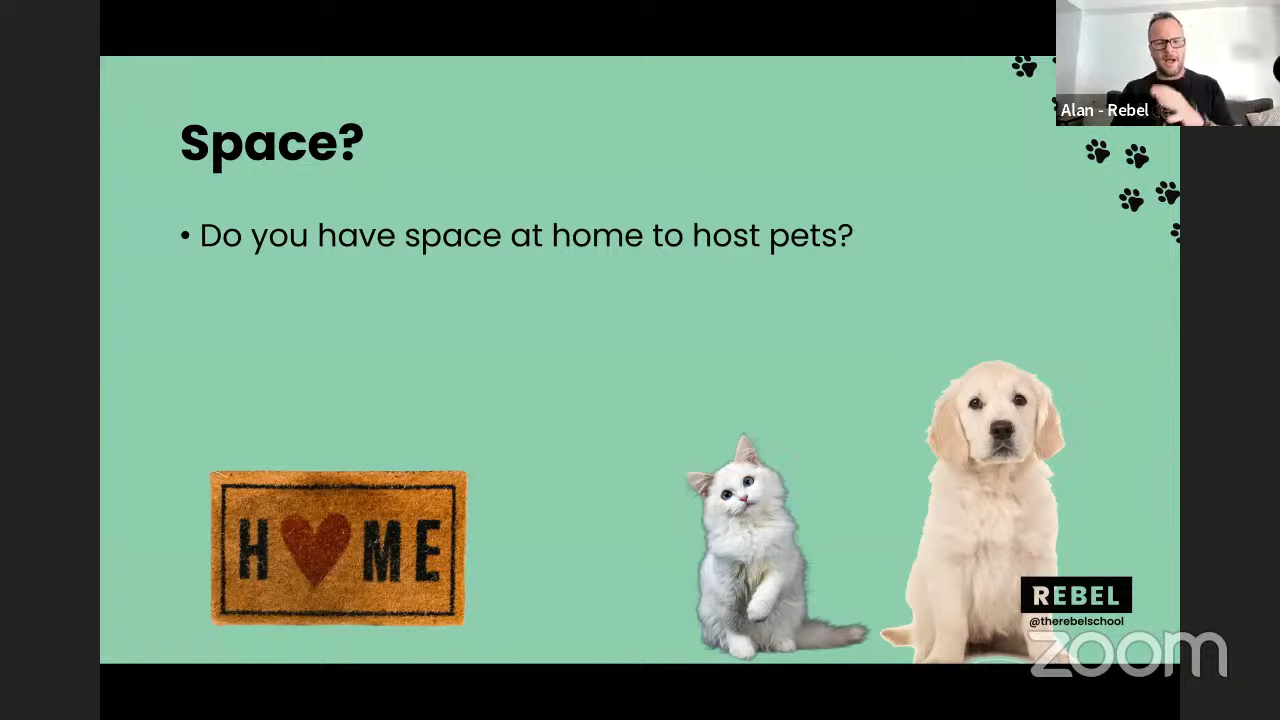 Alan - Rebel
Space?
• Do you have space at home to host pets?
H♥ME
REBEL
@therebelschool
zoom